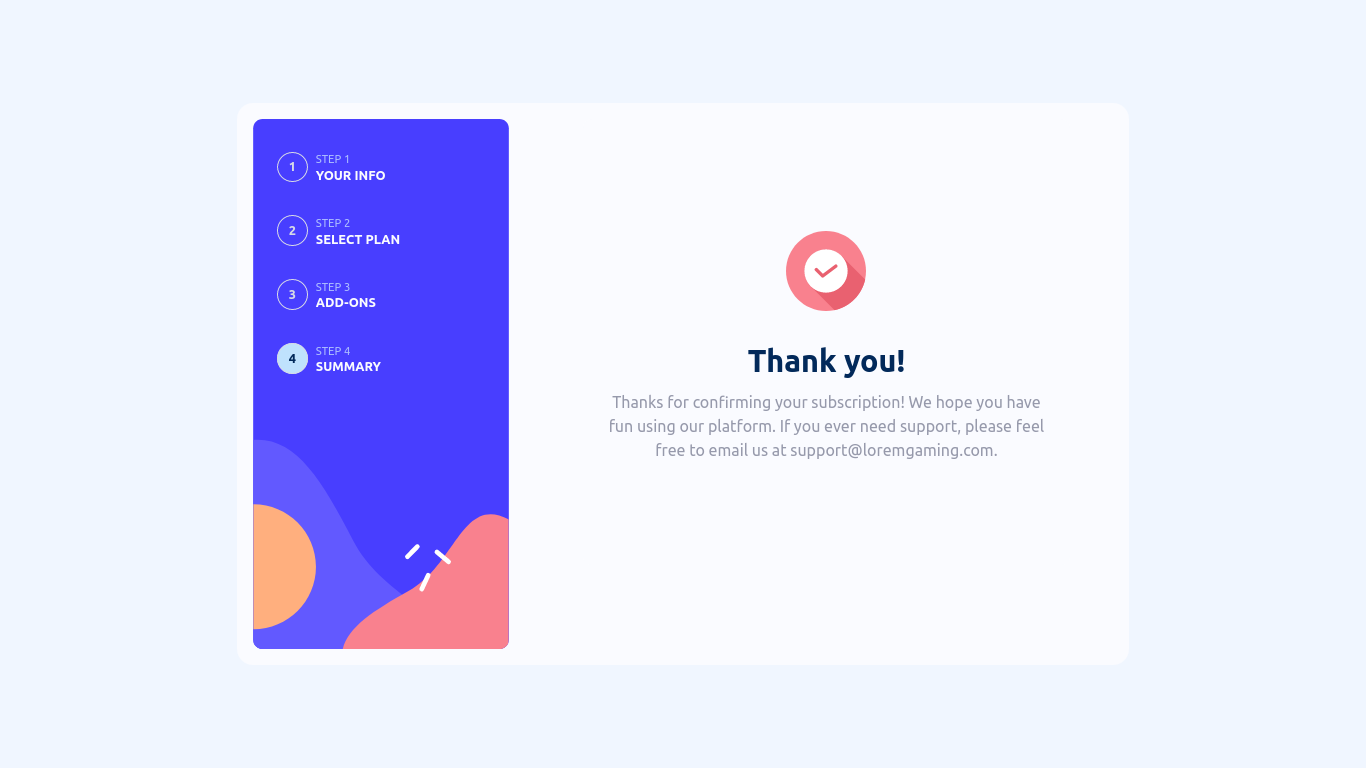 1
STEP 1
YOUR INFO
2
STEP 2
SELECT PLAN
3
STEP 3
ADD-ONS
4
STEP 4
SUMMARY
Thank you!
Thanks for confirming your subscription! We hope you have
fun using our platform. If you ever need support, please feel
free to email us at support@loremgaming.com.